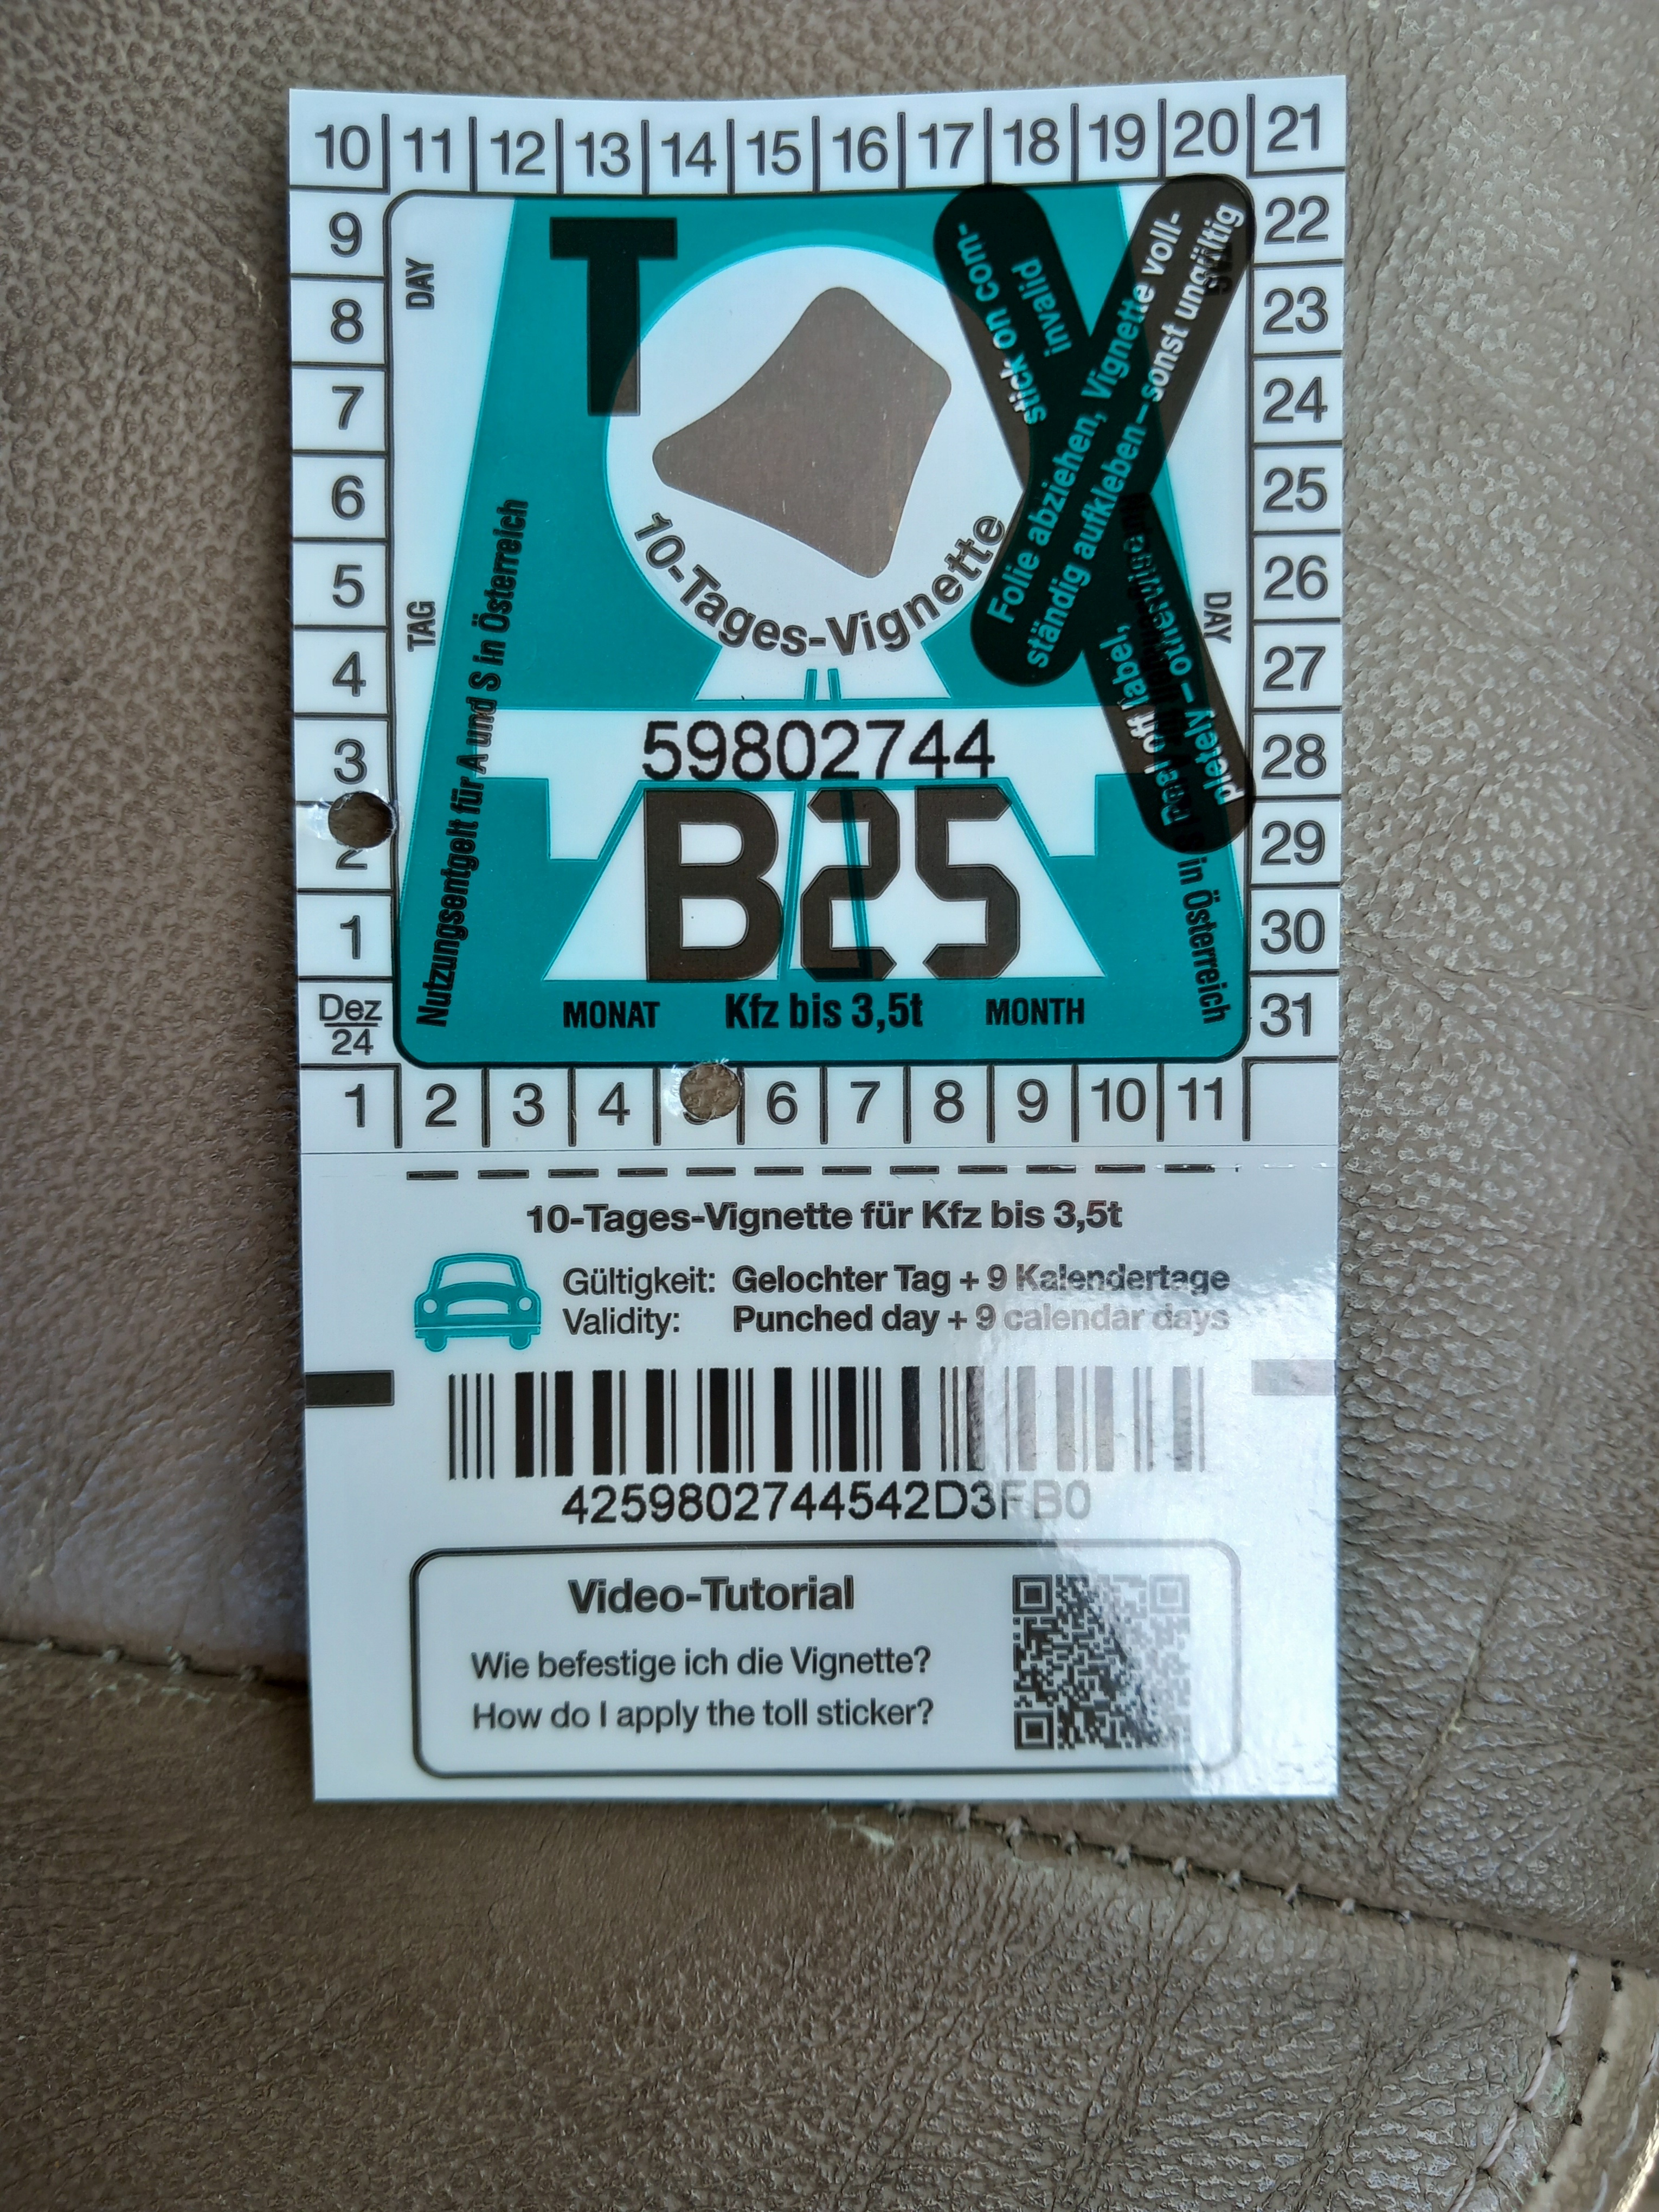 10 11 12 13 14 15 16 17 18 19 20 21
9
8
7
6
5
4
3
2
1
Dez
24
22
23
24
25
26
27
28
29
30
31
DAY
TAG
T
Nutzungsentgelt für A und S in Österreich
10-Tages-Vignette
Folie abziehen, Vignette voll-
ständig aufkleben – sonst ungültig
Peel off label, stick on com-
pletely – otherwise invalid
DAY
in Österreich
59802744
B25
MONAT Kfz bis 3,5t MONTH
1 2 3 4 6 7 8 9 10 11
10-Tages-Vignette für Kfz bis 3,5t
Gültigkeit: Gelochter Tag + 9 Kalendertage
Validity: Punched day + 9 calendar days
4259802744542D3FB0
Video-Tutorial
Wie befestige ich die Vignette?
How do I apply the toll sticker?